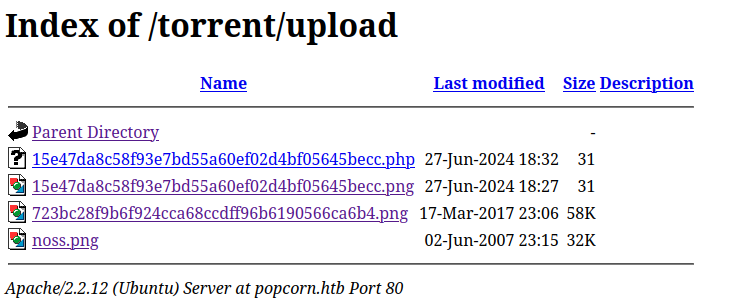 Index of /torrent/upload
Name Last modified Size Description
Parent Directory -
15e47da8c58f93e7bd55a60ef02d4bf05645becc.php 27-Jun-2024 18:32 31
15e47da8c58f93e7bd55a60ef02d4bf05645becc.png 27-Jun-2024 18:27 31
723bc28f9b6f924cca68ccdff96b6190566ca6b4.png 17-Mar-2017 23:06 58K
noss.png 02-Jun-2007 23:15 32K
Apache/2.2.12 (Ubuntu) Server at popcorn.htb Port 80